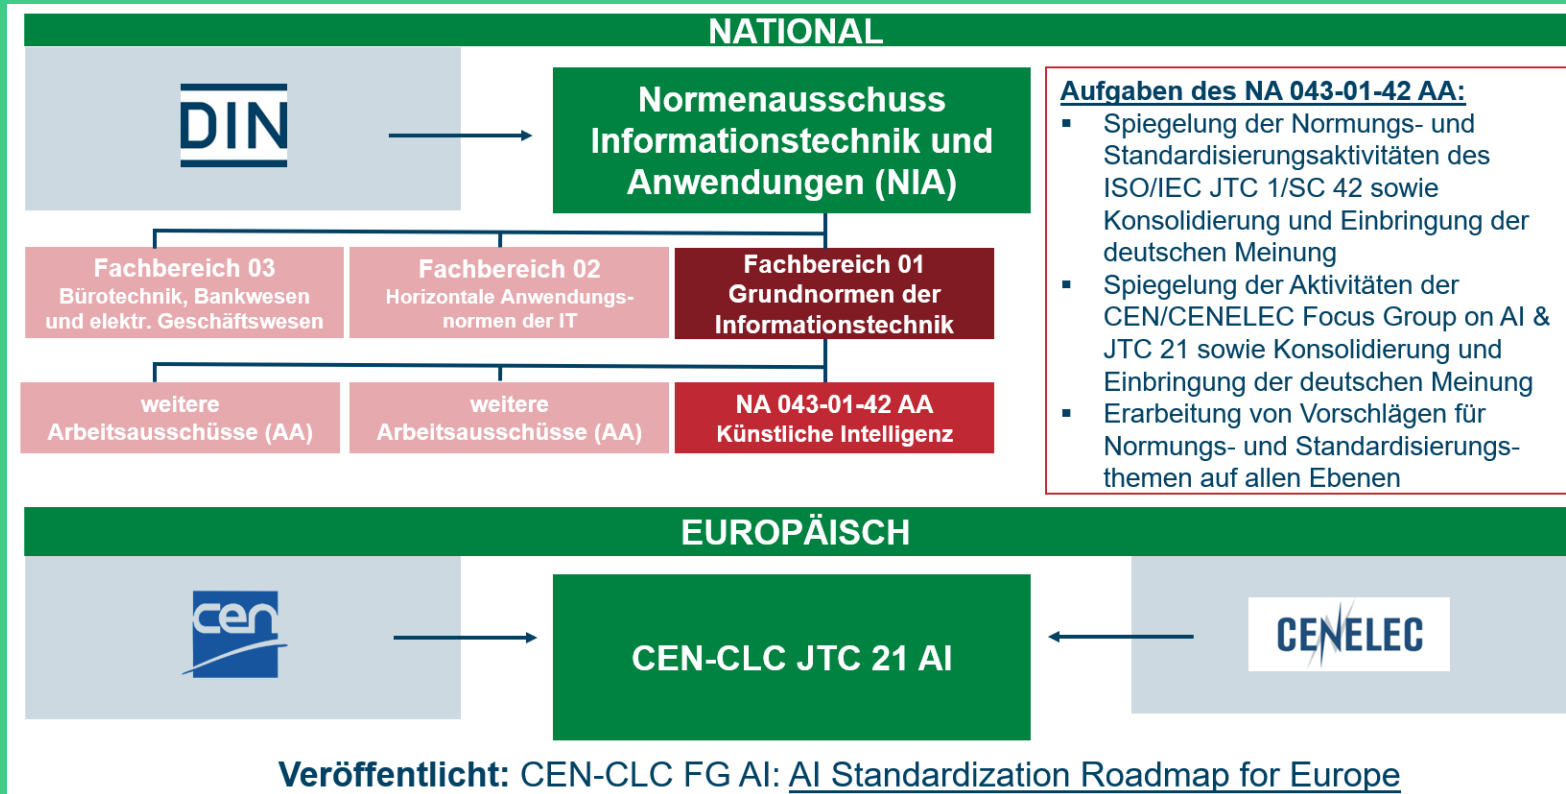 NATIONAL
DIN
Normenausschuss
Informationstechnik und
Anwendungen (NIA)
Fachbereich 03
Bürotechnik, Bankwesen
und elektr. Geschäftswesen
Fachbereich 02
Horizontale Anwendungs-
normen der IT
Fachbereich 01
Grundnormen der
Informationstechnik
weitere
Arbeitsausschüsse (AA)
weitere
Arbeitsausschüsse (AA)
NA 043-01-42 AA
Künstliche Intelligenz
Aufgaben des NA 043-01-42 AA:
▪ Spiegelung der Normungs- und
Standardisierungsaktivitäten des
ISO/IEC JTC 1/SC 42 sowie
Konsolidierung und Einbringung der
deutschen Meinung
▪ Spiegelung der Aktivitäten der
CEN/CENELEC Focus Group on AI &
JTC 21 sowie Konsolidierung und
Einbringung der deutschen Meinung
▪ Erarbeitung von Vorschlägen für
Normungs- und Standardisierungs-
themen auf allen Ebenen
EUROPÄISCH
cen
CEN-CLC JTC 21 AI
CENELEC
Veröffentlicht: CEN-CLC FG AI: AI Standardization Roadmap for Europe